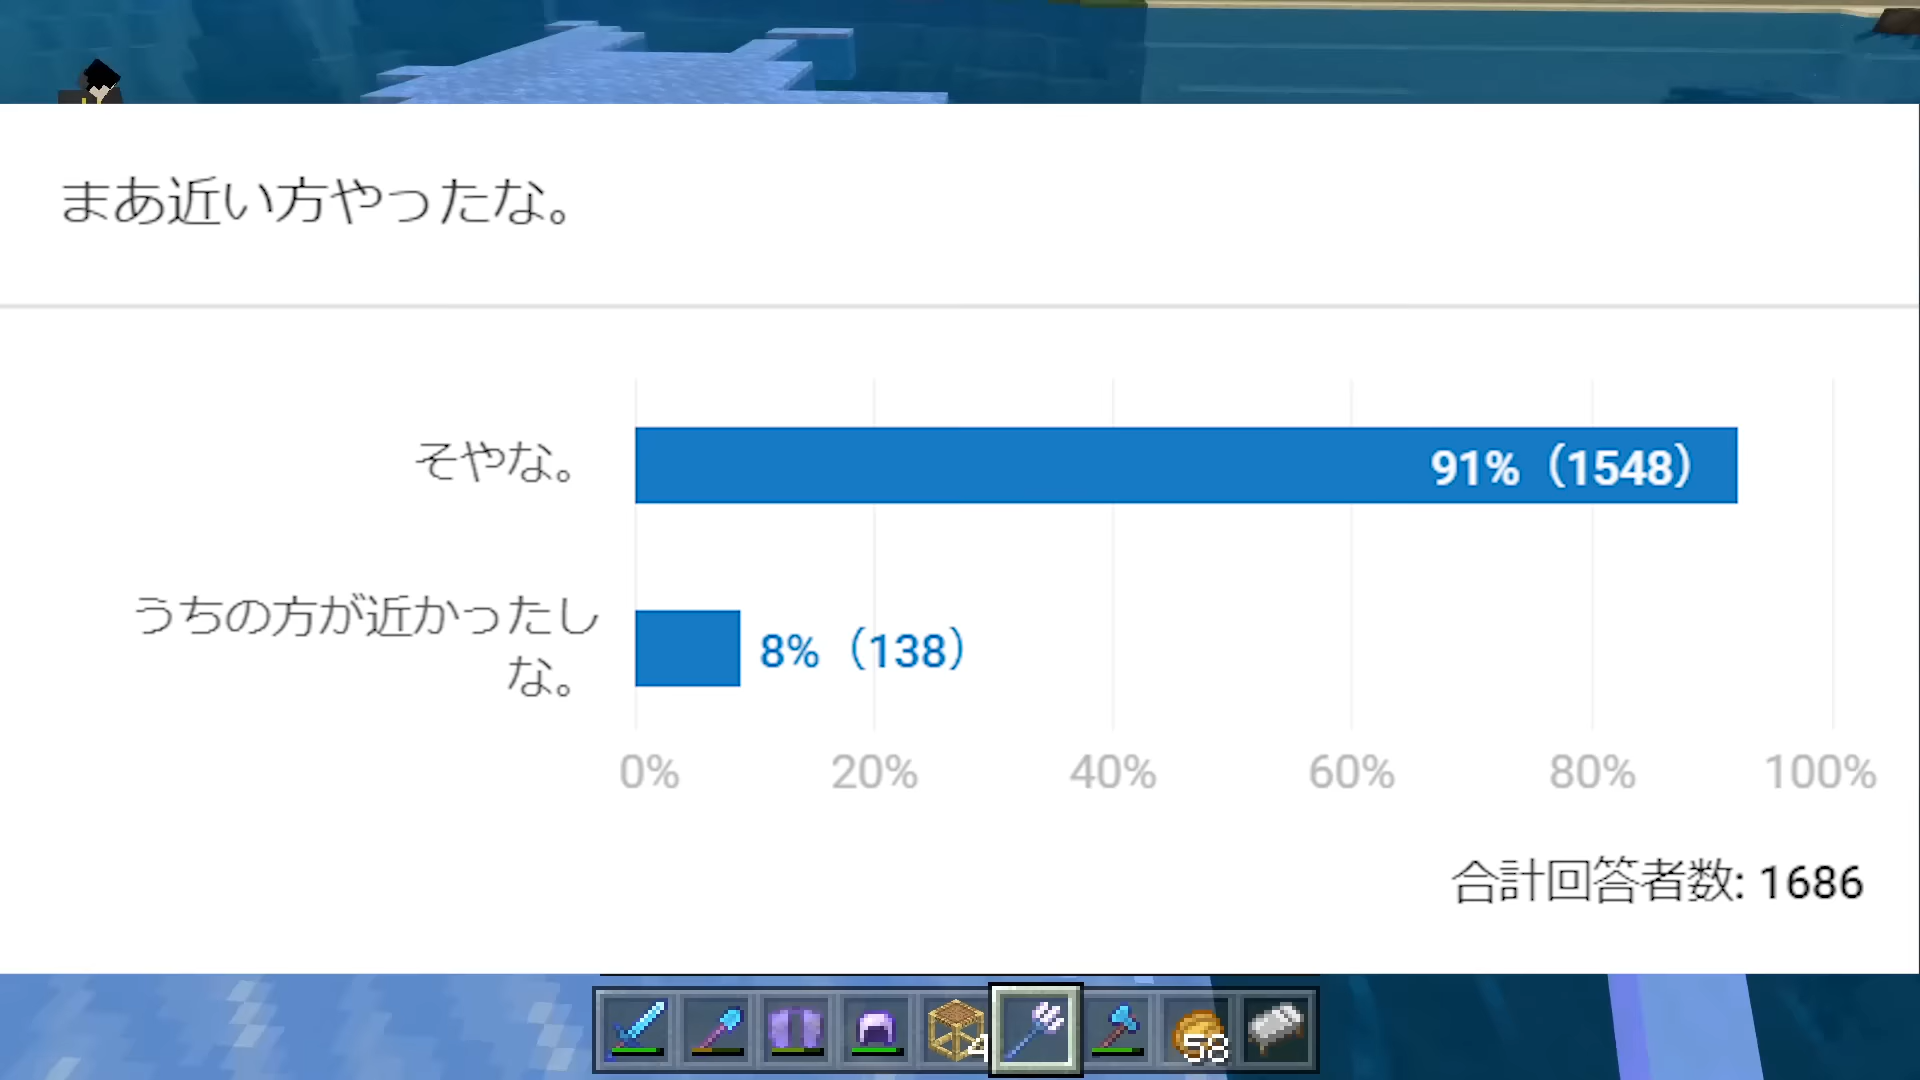 まあ近い方やったな。
そやな。
91%（1548）
うちの方が近かったし
な。
8%（138）
0% 20% 40% 60% 80% 100%
合計回答者数: 1686
4
58